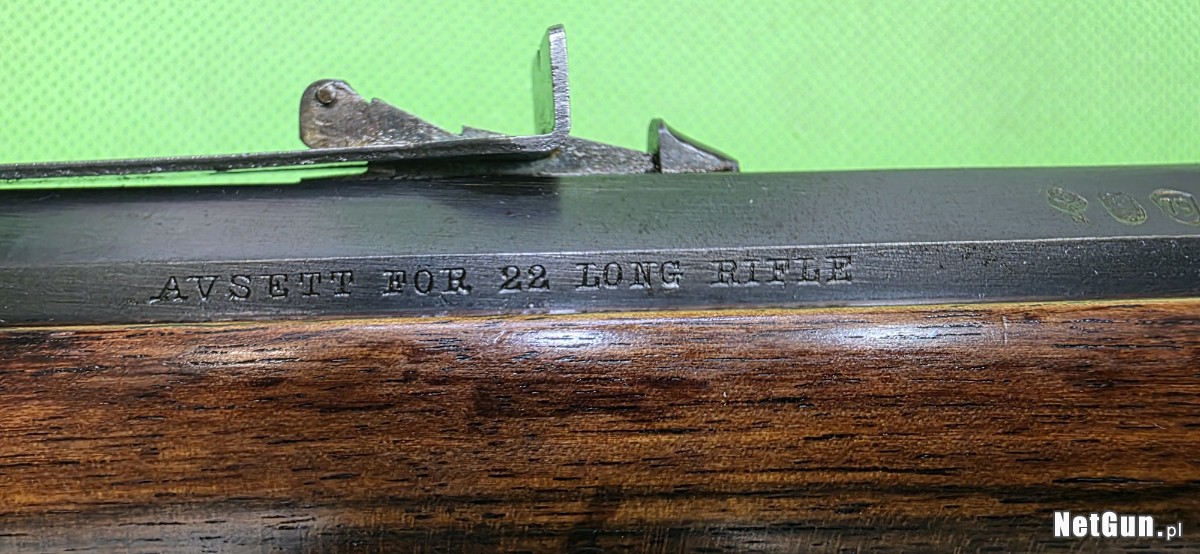 AVSETT FOR 22 LONG RIFLE
NetGun.pl